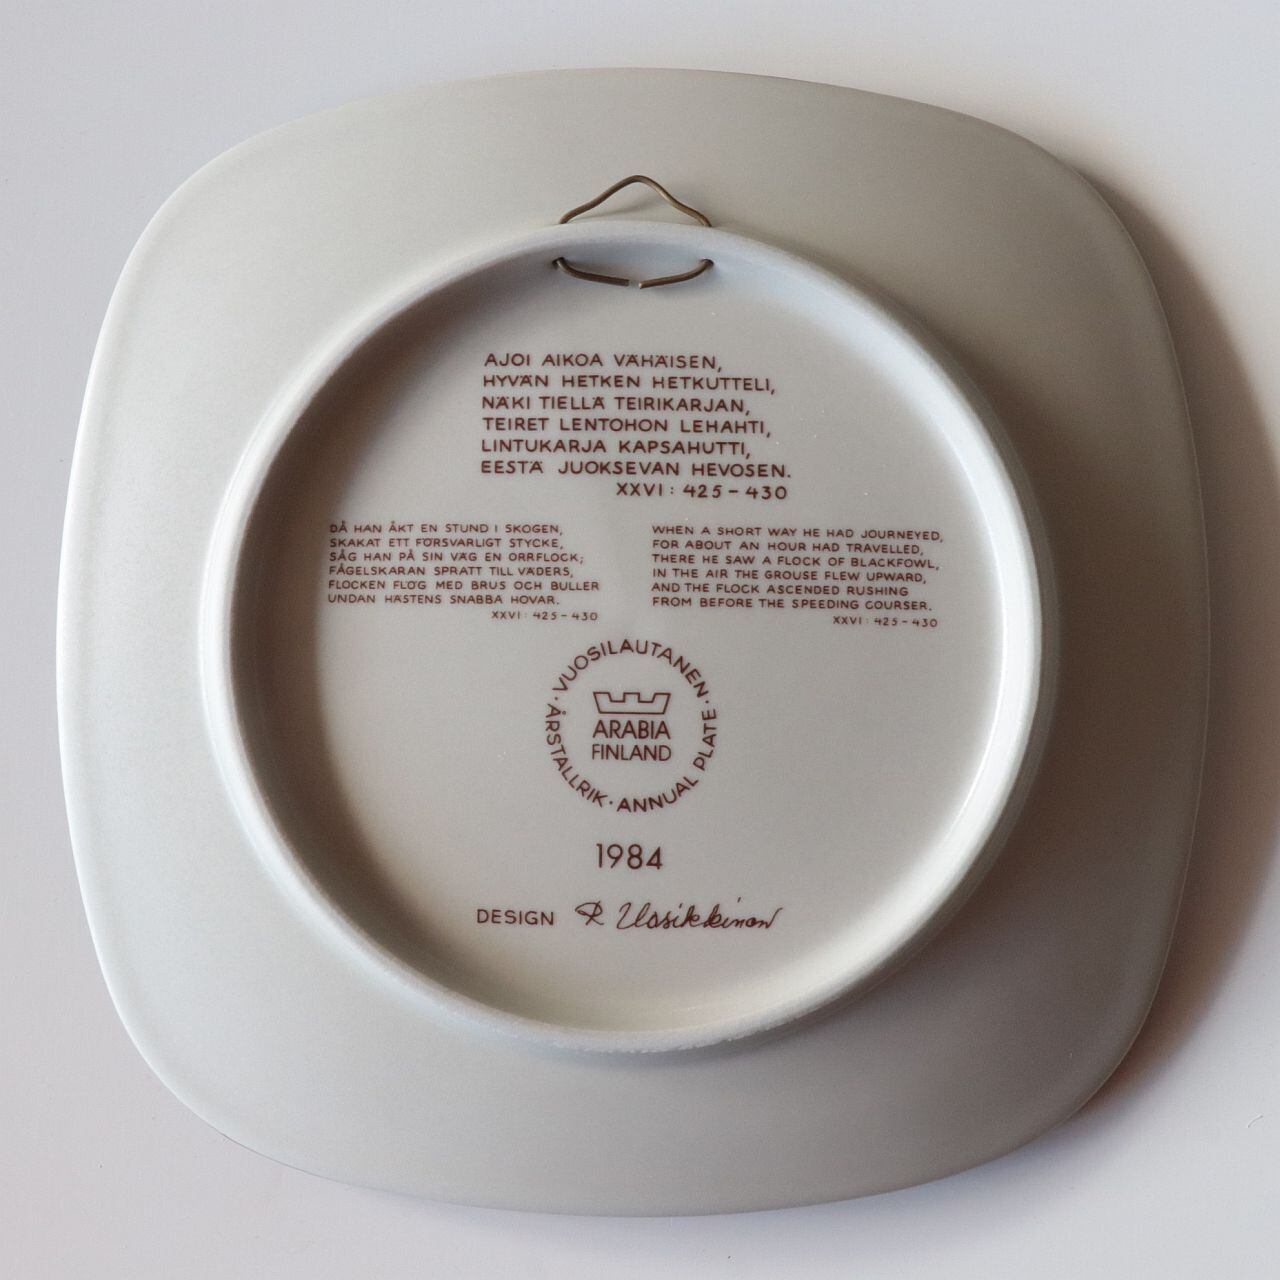 AJOI AIKOA VÄHÄISEN,
HYVÄN HETKEN HETKUTTELI,
NÄKI TIELLÄ TEIRIKARJAN,
TEIRET LENTOHON LEHAHTI,
LINTUKARJA KAPSAHUTTI,
EESTÄ JUOKSEVAN HEVOSEN.
XXVI: 425-430
DÅ HAN ÅKT EN STUND I SKOGEN,
SKAKAT ETT FÖRSVARLIGT STYCKE,
SÅG HAN PÅ SIN VÄG EN ORRFLOCK;
FÅGELSKARAN SPRATT TILL VÄDERS,
FLOCKEN FLÖG MED BRUS OCH BULLER
UNDAN HÄSTENS SNABBA HOVAR.
XXVI: 425-430
WHEN A SHORT WAY HE HAD JOURNEYED,
FOR ABOUT AN HOUR HAD TRAVELLED,
THERE HE SAW A FLOCK OF BLACKFOWL,
IN THE AIR THE GROUSE FLEW UPWARD,
AND THE FLOCK ASCENDED RUSHING
FROM BEFORE THE SPEEDING COURSER.
XXVI: 425-430
VUOSILAUTANEN · ANNUAL PLATE · ÅRSTALLRIK ·
ARABIA
FINLAND
1984
DESIGN R Uosikkinen